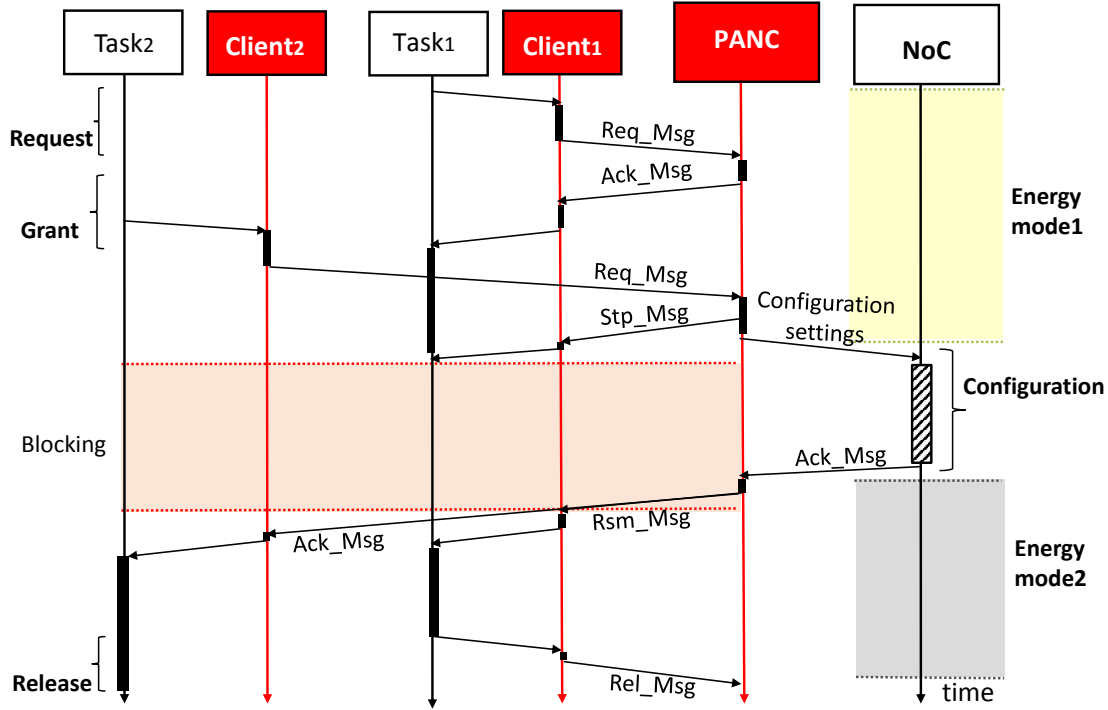 Task2
Client2
Task1
Client1
PANC
NoC
Request
Req_Msg
Ack_Msg
Energy
mode1
Grant
Req_Msg
Stp_Msg
Configuration
settings
Configuration
Blocking
Ack_Msg
Rsm_Msg
Ack_Msg
Energy
mode2
Release
Rel_Msg
time